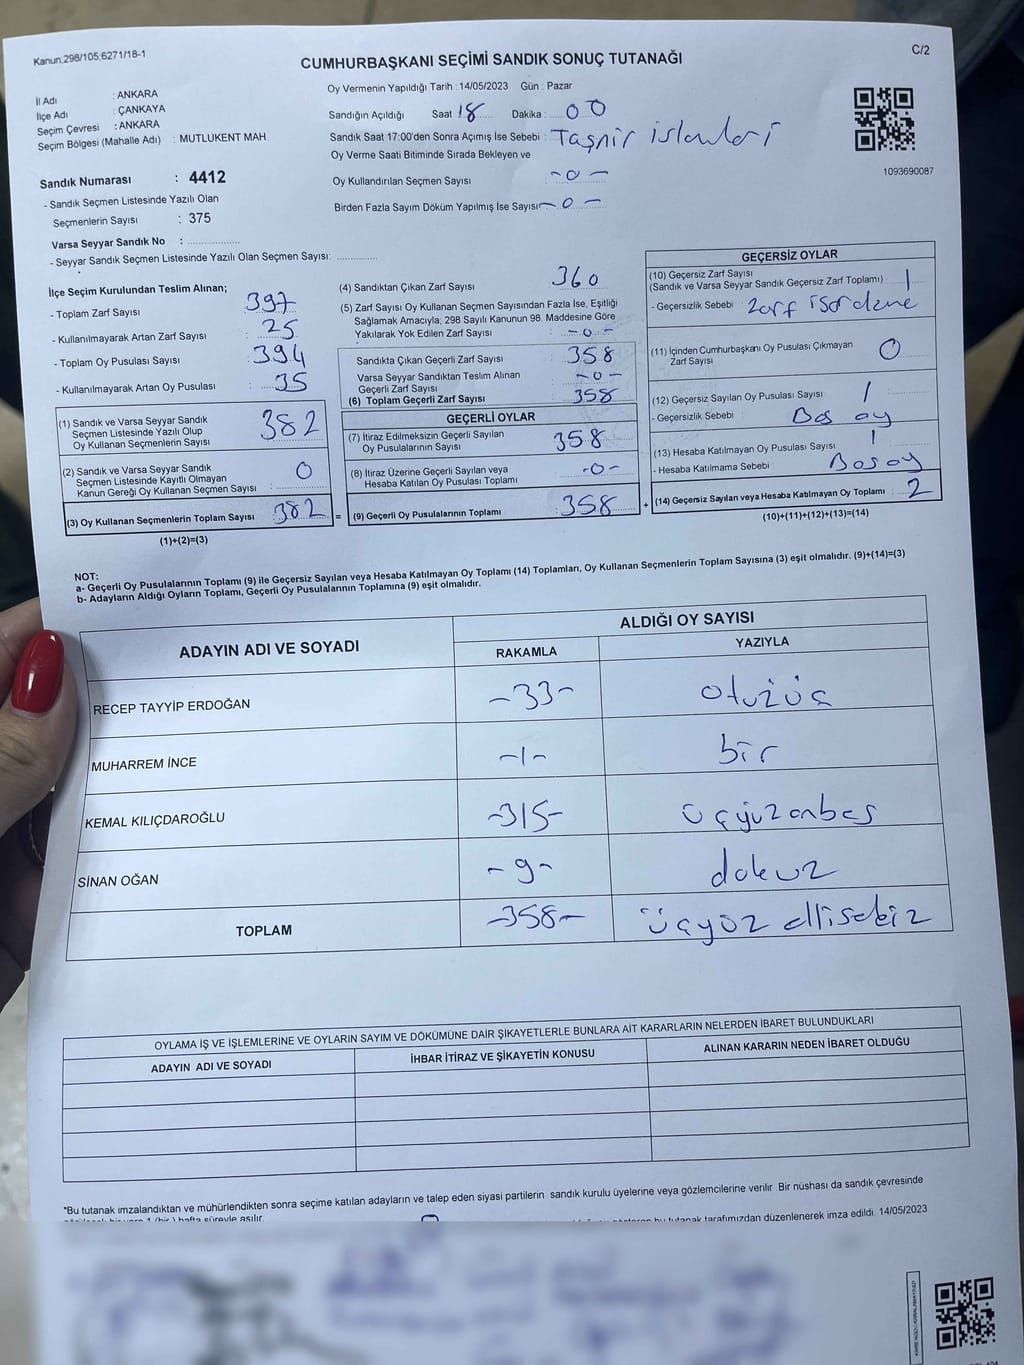 Kanun:298/105;6271/18-1
C/2
CUMHURBAŞKANI SEÇİMİ SANDIK SONUÇ TUTANAĞI
İl Adı : ANKARA
İlçe Adı : ÇANKAYA
Seçim Çevresi : ANKARA
Seçim Bölgesi (Mahalle Adı) : MUTLUKENT MAH.
Sandık Numarası : 4412
- Sandık Seçmen Listesinde Yazılı Olan
Seçmenlerin Sayısı : 375
Varsa Seyyar Sandık No :
- Seyyar Sandık Seçmen Listesinde Yazılı Olan Seçmen Sayısı:
Oy Vermenin Yapıldığı Tarih : 14/05/2023 Gün : Pazar
Sandığın Açıldığı Saat 18 Dakika : 00
Sandık Saat 17:00'den Sonra Açımış İse Sebebi : Taşnir islemleri
Oy Verme Saati Bitiminde Sırada Bekleyen ve
Oy Kullandırılan Seçmen Sayısı : -0-
Birden Fazla Sayım Döküm Yapılmış İse Sayısı -0-
1093690087
İlçe Seçim Kurulundan Teslim Alınan;
- Toplam Zarf Sayısı : 397
- Kullanılmayarak Artan Zarf Sayısı : 25
- Toplam Oy Pusulası Sayısı : 394
- Kullanılmayarak Artan Oy Pusulası : 35
(1) Sandık ve Varsa Seyyar Sandık
Seçmen Listesinde Yazılı Olup
Oy Kullanan Seçmenlerin Sayısı : 382
(2) Sandık ve Varsa Seyyar Sandık
Seçmen Listesinde Kayıtlı Olmayan
Kanun Gereği Oy Kullanan Seçmen Sayısı : 0
(3) Oy Kullanan Seçmenlerin Toplam Sayısı : 382 =
(1)+(2)=(3)
(4) Sandıktan Çıkan Zarf Sayısı : 360
(5) Zarf Sayısı Oy Kullanan Seçmen Sayısından Fazla İse, Eşitliği
Sağlamak Amacıyla, 298 Sayılı Kanunun 98. Maddesine Göre
Yakılarak Yok Edilen Zarf Sayısı : -0-
Sandıkta Çıkan Geçerli Zarf Sayısı : 358
Varsa Seyyar Sandıktan Teslim Alınan
Geçerli Zarf Sayısı : -0-
(6) Toplam Geçerli Zarf Sayısı : 358
GEÇERLİ OYLAR
(7) İtiraz Edilmeksizin Geçerli Sayılan
Oy Pusulalarının Sayısı : 358
(8) İtiraz Üzerine Geçerli Sayılan veya
Hesaba Katılan Oy Pusulası Toplamı : -0-
(9) Geçerli Oy Pusulalarının Toplamı : 358 +
GEÇERSİZ OYLAR
(10) Geçersiz Zarf Sayısı
(Sandık ve Varsa Seyyar Sandık Geçersiz Zarf Toplamı) : 1
- Geçersizlik Sebebi : Zarf
(11) İçinden Cumhurbaşkanı Oy Pusulası Çıkmayan
Zarf Sayısı : 0
(12) Geçersiz Sayılan Oy Pusulası Sayısı : 1
- Geçersizlik Sebebi : Bos oy
(13) Hesaba Katılmayan Oy Pusulası Sayısı : 1
- Hesaba Katılmama Sebebi : Bos oy
(14) Geçersiz Sayılan veya Hesaba Katılmayan Oy Toplamı : 2
(10)+(11)+(12)+(13)=(14)
NOT:
a- Geçerli Oy Pusulalarının Toplamı (9) ile Geçersiz Sayılan veya Hesaba Katılmayan Oy Toplamı (14) Toplamları, Oy Kullanan Seçmenlerin Toplam Sayısına (3) eşit olmalıdır. (9)+(14)=(3)
b- Adayların Aldığı Oyların Toplamı, Geçerli Oy Pusulalarının Toplamına (9) eşit olmalıdır.
ADAYIN ADI VE SOYADI
ALDIĞI OY SAYISI
RAKAMLA YAZIYLA
RECEP TAYYİP ERDOĞAN -33- otuzüç
MUHARREM İNCE -1- bir
KEMAL KILIÇDAROĞLU -315- üçyüzonbeş
SİNAN OĞAN -9- dokuz
TOPLAM -358- üçyüz ellisekiz
OYLAMA İŞ VE İŞLEMLERİNE VE OYLARIN SAYIM VE DÖKÜMÜNE DAİR ŞİKAYETLERLE BUNLARA AİT KARARLARIN NELERDEN İBARET BULUNDUKLARI
ADAYIN ADI VE SOYADI İHBAR İTİRAZ VE ŞİKAYETİN KONUSU ALINAN KARARIN NEDEN İBARET OLDUĞU
*Bu tutanak imzalandıktan ve mühürlendikten sonra seçime katılan adayların ve talep eden siyasi partilerin sandık kurulu üyelerine veya gözlemcilerine verilir Bir nüshası da sandık çevresinde
1 (bir) hafta süreyle asılır. bu tutanak tarafımızdan düzenlenerek imza edildi. 14/05/2023